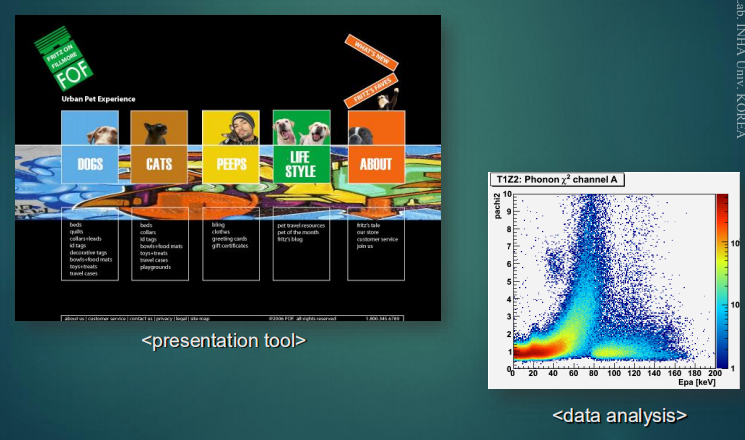 FRITZ ON
FILLMORE
FOF
WHAT'S NEW
FRITZ'S FAVES
Urban Pet Experience
DOGS
CATS
PEEPS
LIFE
STYLE
ABOUT
beds
quilts
collars+leads
id tags
decorative tags
bowls+food mats
toys+treats
travel cases
beds
collars
id tags
bowls+food mats
toys+treats
travel cases
playgrounds
bling
clothes
greeting cards
gift certificates
pet travel resources
pet of the month
fritz's blog
fritz's tale
our store
customer service
join us
about us | customer service | contact us | privacy | legal | site map
©2006 FOF all rights reserved
1.800.345.6789
<presentation tool>
ab. INHA Univ. KOREA
T1Z2: Phonon χ² channel A
pachi2
10
9
8
7
6
5
4
3
2
1
0
0 20 40 60 80 100 120 140 160 180 200
Epa [keV]
10
10
1
<data analysis>